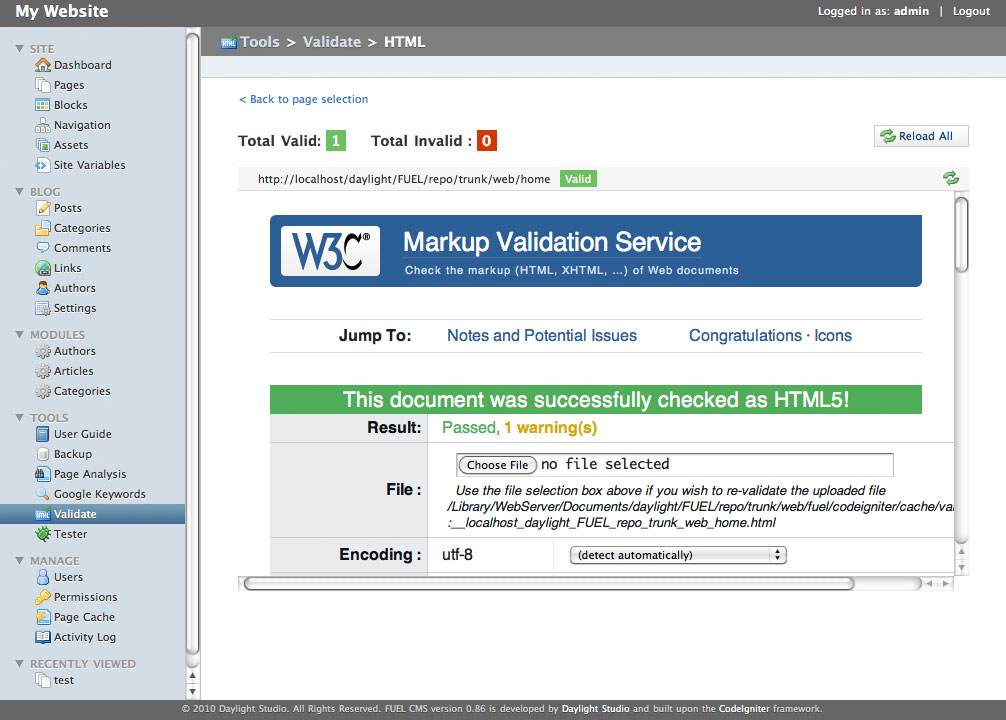 My Website
Logged in as: admin | Logout
SITE
Dashboard
Pages
Blocks
Navigation
Assets
Site Variables
BLOG
Posts
Categories
Comments
Links
Authors
Settings
MODULES
Authors
Articles
Categories
TOOLS
User Guide
Backup
Page Analysis
Google Keywords
Validate
Tester
MANAGE
Users
Permissions
Page Cache
Activity Log
RECENTLY VIEWED
test
Tools > Validate > HTML
< Back to page selection
Total Valid: 1 Total Invalid : 0
Reload All
http://localhost/daylight/FUEL/repo/trunk/web/home Valid
W3C®
Markup Validation Service
Check the markup (HTML, XHTML, ...) of Web documents
Jump To: Notes and Potential Issues Congratulations · Icons
This document was successfully checked as HTML5!
Result: Passed, 1 warning(s)
File : Choose File no file selected
Use the file selection box above if you wish to re-validate the uploaded file
/Library/WebServer/Documents/daylight/FUEL/repo/trunk/web/fuel/codeigniter/cache/va
:__localhost_daylight_FUEL_repo_trunk_web_home.html
Encoding : utf-8 (detect automatically)
© 2010 Daylight Studio. All Rights Reserved. FUEL CMS version 0.86 is developed by Daylight Studio and built upon the CodeIgniter framework.